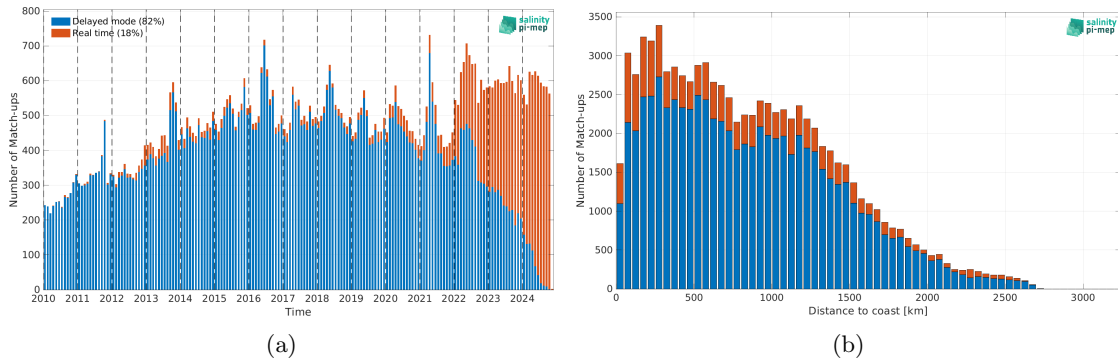 Delayed mode (82%)
Real time (18%)
salinity
pi-mep
Number of Match-ups
800
700
600
500
400
300
200
100
0
2010 2011 2012 2013 2014 2015 2016 2017 2018 2019 2020 2021 2022 2023 2024
Time
(a)
salinity
pi-mep
Number of Match-ups
3500
3000
2500
2000
1500
1000
500
0
0 500 1000 1500 2000 2500 3000
Distance to coast [km]
(b)